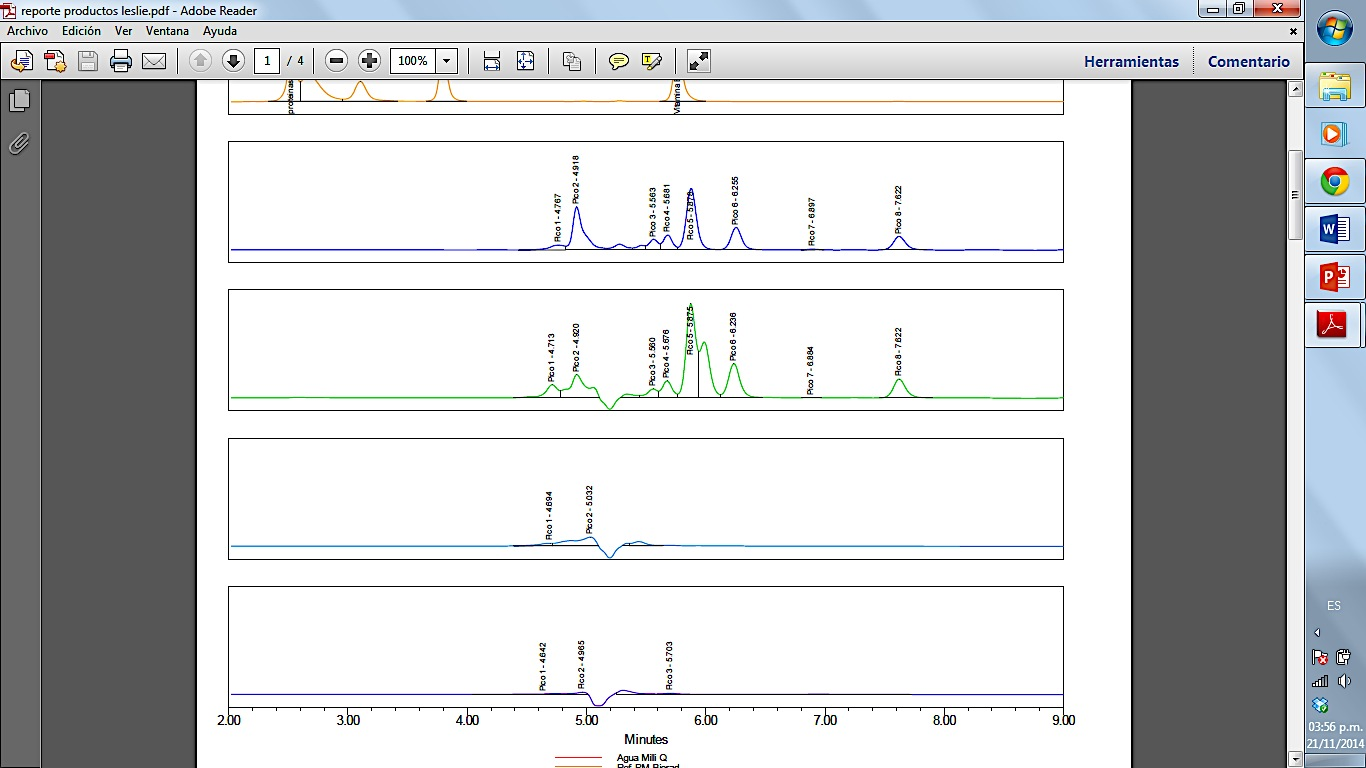 reporte productos leslie.pdf - Adobe Reader
Archivo Edición Ver Ventana Ayuda
1 / 4 100% Herramientas Comentario
proteinas
Vitamina
Pico 1 - 4.767
Pico 2 - 4.918
Pico 3 - 5.563
Pico 4 - 5.681
Pico 5 - 5.878
Pico 6 - 6.255
Pico 7 - 6.897
Pico 8 - 7.622
Pico 1 - 4.713
Pico 2 - 4.920
Pico 3 - 5.560
Pico 4 - 5.676
Pico 5 - 5.875
Pico 6 - 6.236
Pico 7 - 6.884
Pico 8 - 7.622
Pico 1 - 4.694
Pico 2 - 5.032
Pico 1 - 4.642
Pico 2 - 4.965
Pico 3 - 5.703
2.00 3.00 4.00 5.00 6.00 7.00 8.00 9.00
Minutes
Agua Milli Q
ES
03:56 p.m.
21/11/2014